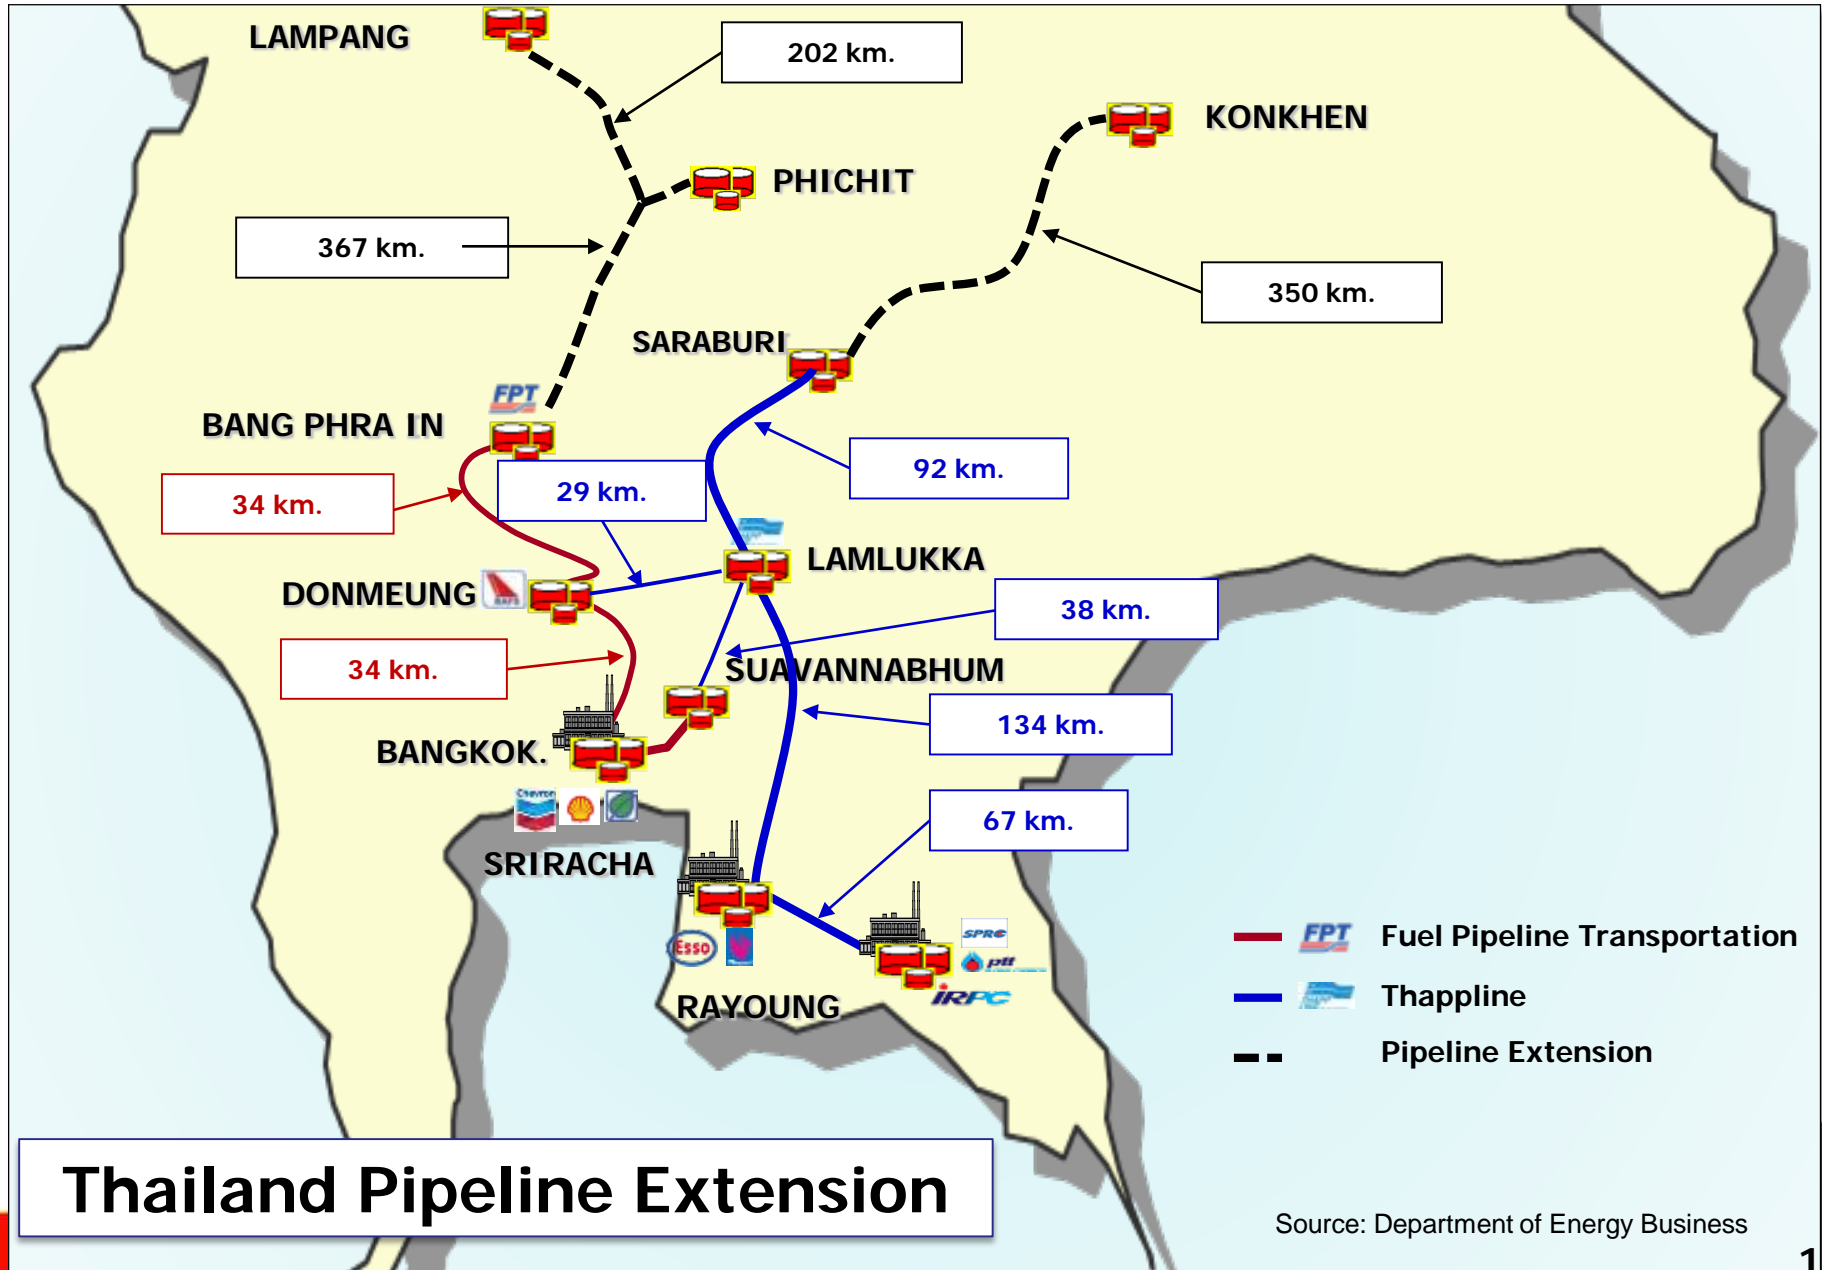 LAMPANG
202 km.
KONKHEN
PHICHIT
367 km.
350 km.
SARABURI
FPT
BANG PHRA IN
92 km.
29 km.
34 km.
LAMLUKKA
DONMEUNG
38 km.
34 km.
SUAVANNABHUM
134 km.
BANGKOK.
Chevron
67 km.
SRIRACHA
Esso
SPRC
ptt
IRPC
RAYOUNG
FPT Fuel Pipeline Transportation
Thappline
Pipeline Extension
Thailand Pipeline Extension
Source: Department of Energy Business
1